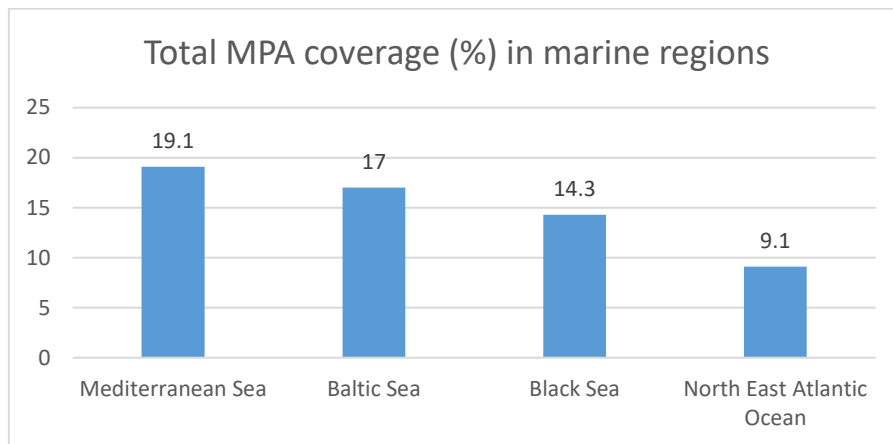 Total MPA coverage (%) in marine regions
25
20
15
10
5
0
19.1
17
14.3
9.1
Mediterranean Sea
Baltic Sea
Black Sea
North East Atlantic
Ocean